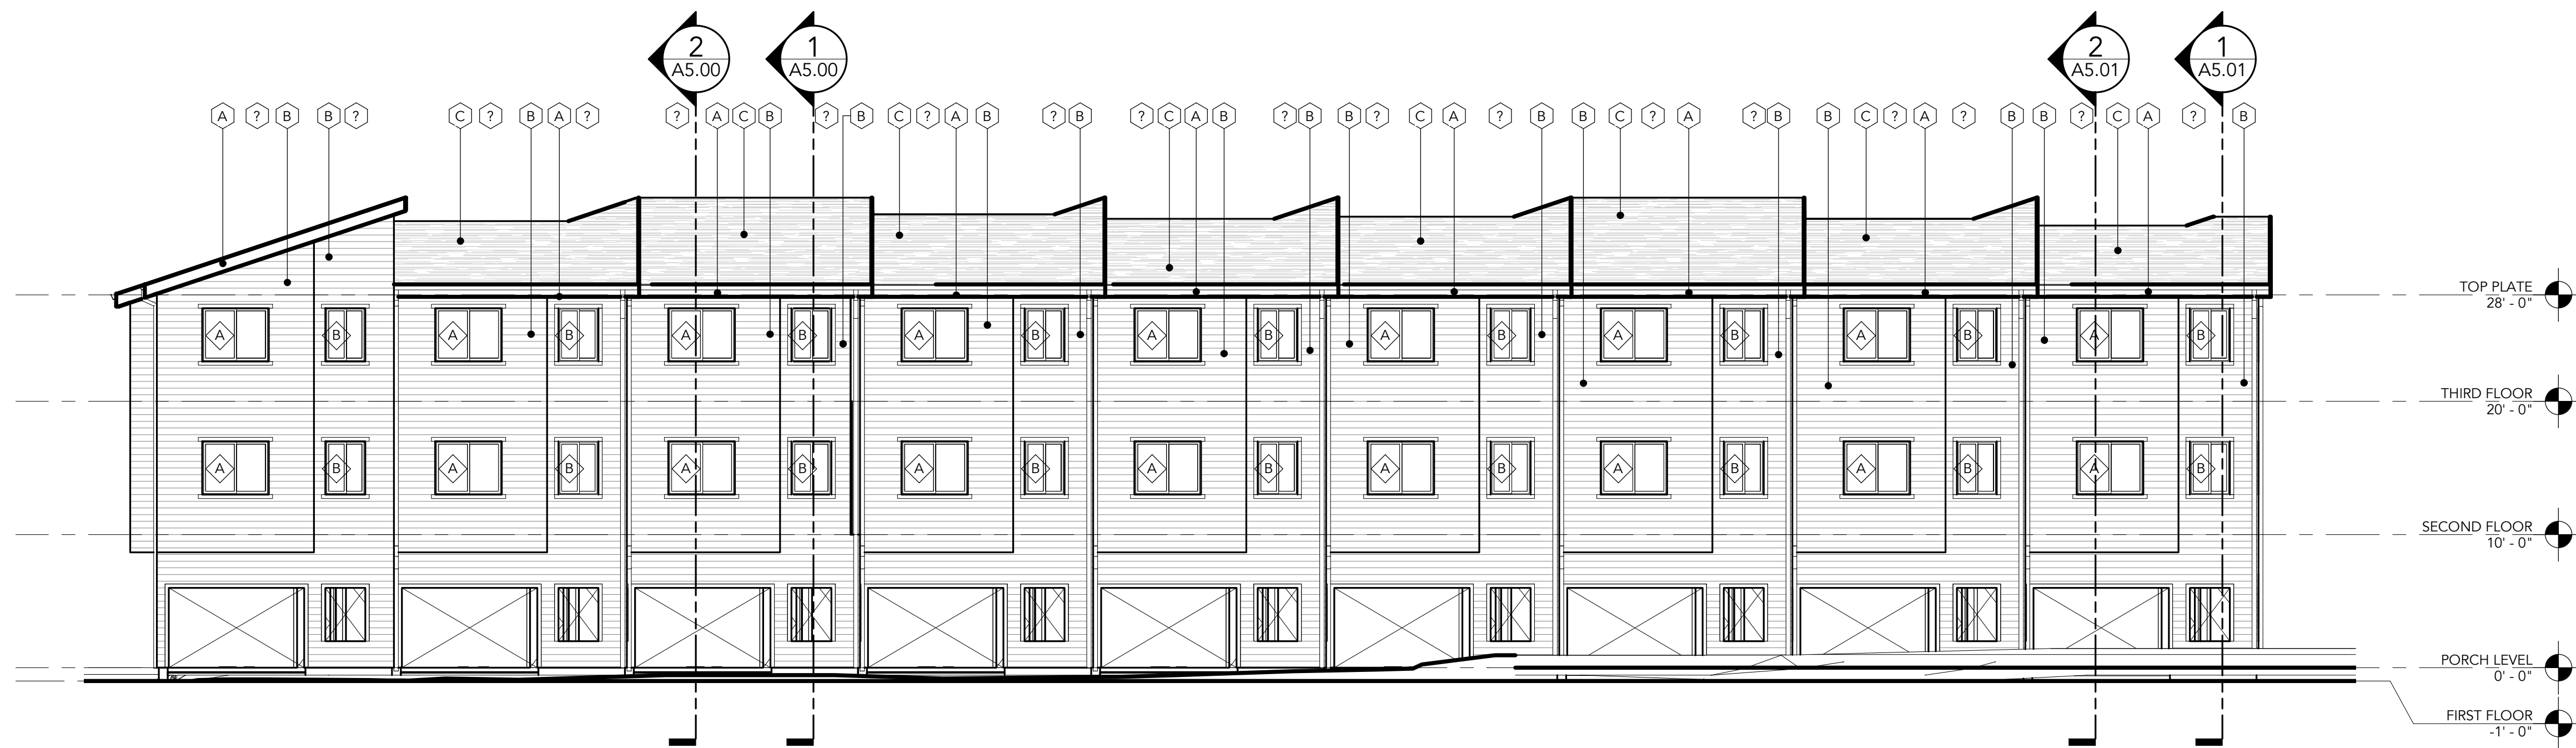 2 1 2 1
A5.00 A5.00 A5.01 A5.01
A ? B B ? C ? B A ? ? A C B ? B C ? A B ? B ? C A B ? B B ? C A ? B B C ? A ? B B C ? A ? B B ? C A ? B
TOP PLATE
28' - 0"
A B A B A B A B A B A B A B A B A B
THIRD FLOOR
20' - 0"
A B A B A B A B A B A B A B A B A B
SECOND FLOOR
10' - 0"
PORCH LEVEL
0' - 0"
FIRST FLOOR
-1' - 0"